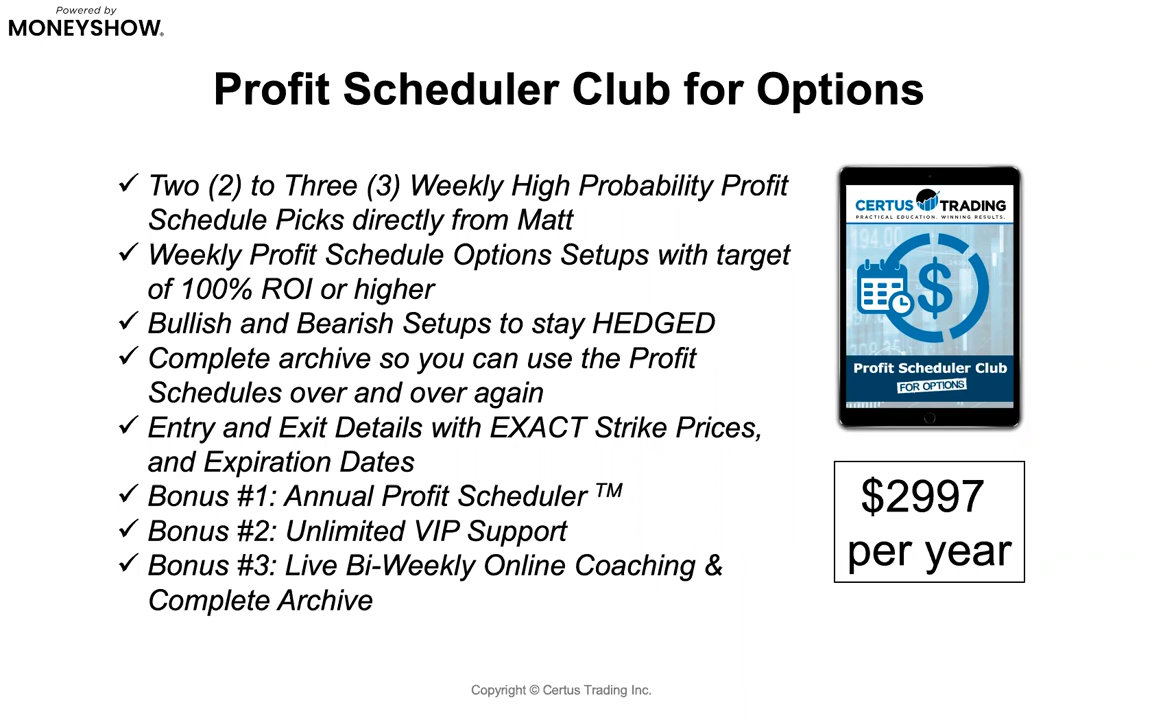 Powered by
MONEYSHOW®
Profit Scheduler Club for Options
✓ Two (2) to Three (3) Weekly High Probability Profit
Schedule Picks directly from Matt
✓ Weekly Profit Schedule Options Setups with target
of 100% ROI or higher
✓ Bullish and Bearish Setups to stay HEDGED
✓ Complete archive so you can use the Profit
Schedules over and over again
✓ Entry and Exit Details with EXACT Strike Prices,
and Expiration Dates
✓ Bonus #1: Annual Profit Scheduler TM
✓ Bonus #2: Unlimited VIP Support
✓ Bonus #3: Live Bi-Weekly Online Coaching &
Complete Archive
CERTUS TRADING
PRACTICAL EDUCATION. WINNING RESULTS.
$
Profit Scheduler Club
FOR OPTIONS
$2997
per year
Copyright © Certus Trading Inc.